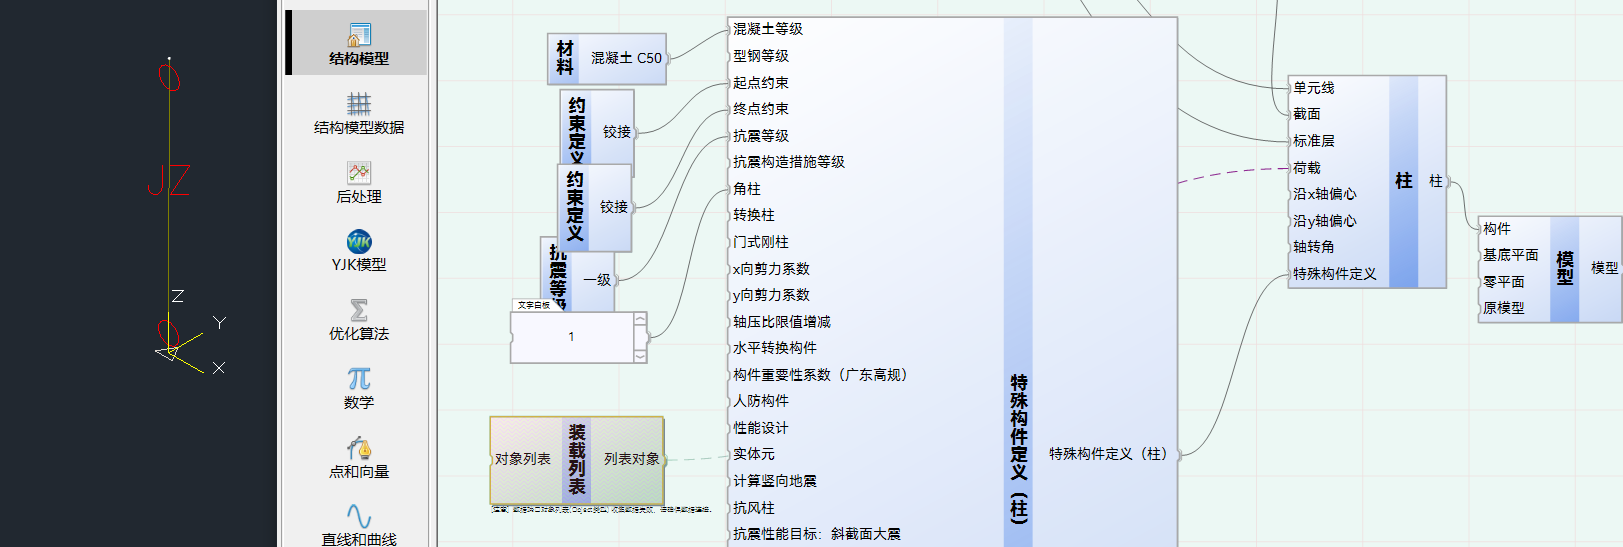 JZ
Z
Y
X
结构模型
结构模型数据
后处理
YJK
YJK模型
Σ
优化算法
π
数学
点和向量
直线和曲线
材料
混凝土 C50
约束定义
铰接
约束定义
铰接
抗震等级
一级
文字白板
1
对象列表
装载列表
列表对象
混凝土等级
型钢等级
起点约束
终点约束
抗震等级
抗震构造措施等级
角柱
转换柱
门式刚柱
x向剪力系数
y向剪力系数
轴压比限值增减
水平转换构件
构件重要性系数（广东高规）
人防构件
性能设计
实体元
计算竖向地震
抗风柱
抗震性能目标：斜截面大震
特殊构件定义（柱）
特殊构件定义（柱）
单元线
截面
标准层
荷载
沿x轴偏心
沿y轴偏心
轴转角
特殊构件定义
柱
柱
构件
基底平面
零平面
原模型
模型
模型